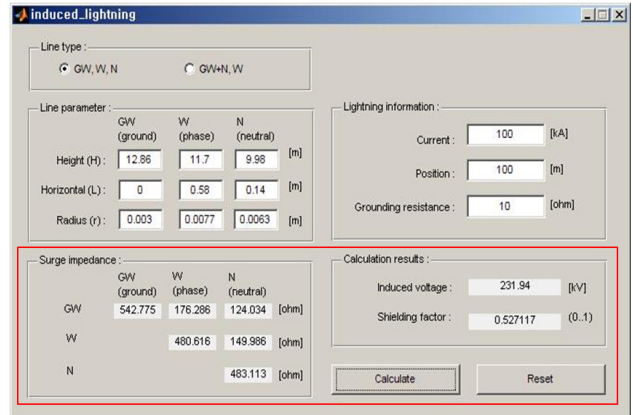 induced_lightning
Line type :
GW, W, N
GW+N, W
Line parameter :
GW W N
(ground) (phase) (neutral)
Height (H) : 12.86 11.7 9.98 [m]
Horizontal (L) : 0 0.58 0.14 [m]
Radius (r) : 0.003 0.0077 0.0063 [m]
Lightning information :
Current : 100 [kA]
Position : 100 [m]
Grounding resistance : 10 [ohm]
Surge impedance :
GW W N
(ground) (phase) (neutral)
GW 542.775 176.286 124.034 [ohm]
W 480.616 149.986 [ohm]
N 483.113 [ohm]
Calculation results :
Induced voltage : 231.94 [kV]
Shielding factor : 0.527117 (0..1)
Calculate
Reset